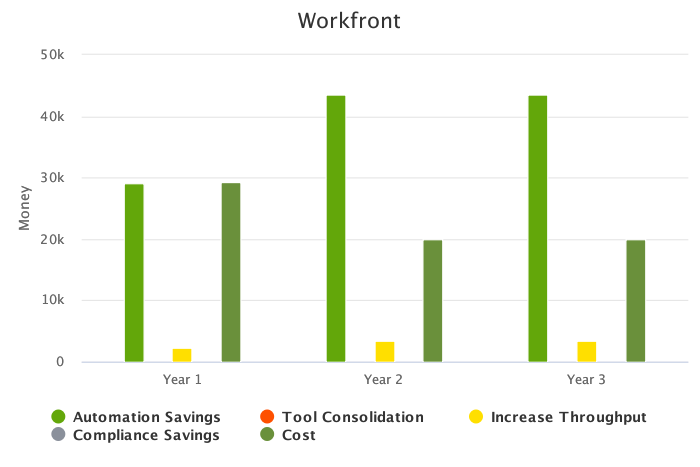 Workfront
50k
40k
30k
20k
10k
0
Money
Year 1 Year 2 Year 3
Automation Savings Tool Consolidation Increase Throughput
Compliance Savings Cost